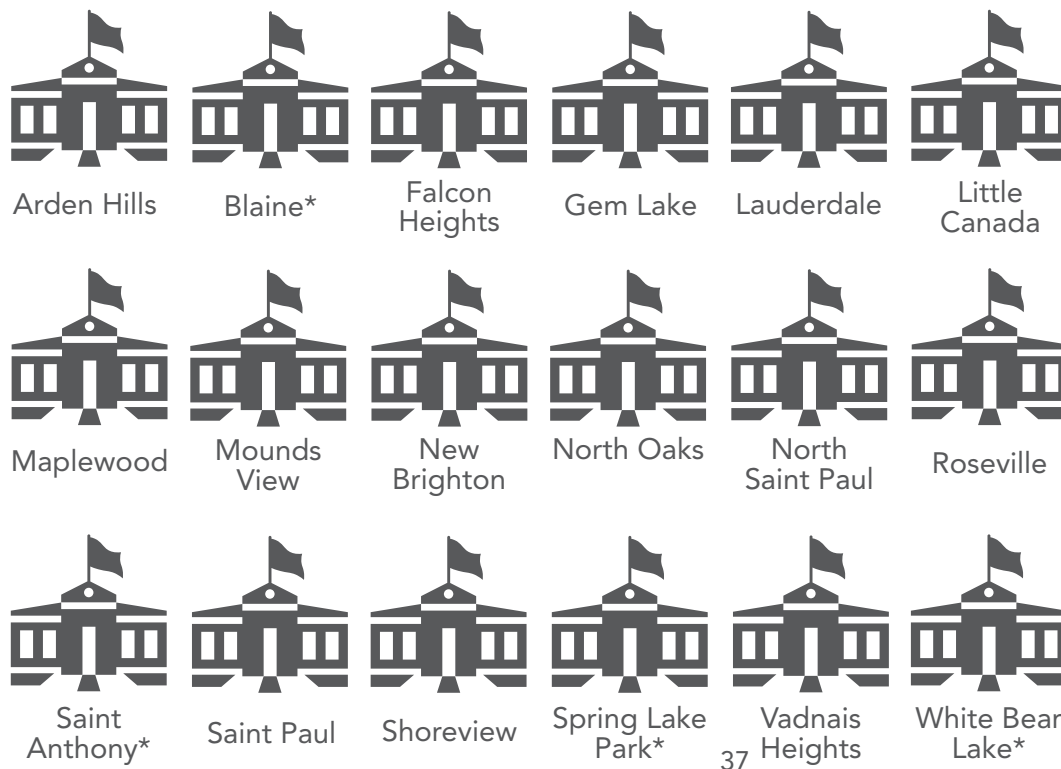 Arden Hills
Blaine*
Falcon
Heights
Gem Lake
Lauderdale
Little
Canada
Maplewood
Mounds
View
New
Brighton
North Oaks
North
Saint Paul
Roseville
Saint
Anthony*
Saint Paul
Shoreview
Spring Lake
Park*
Vadnais
Heights
White Bear
Lake*
37